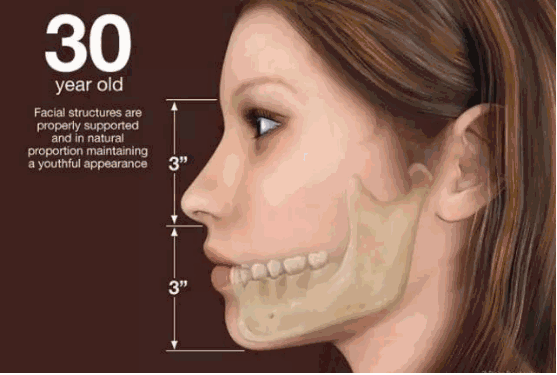 30
year old
Facial structures are
properly supported
and in natural
proportion maintaining
a youthful appearance
3"
3"